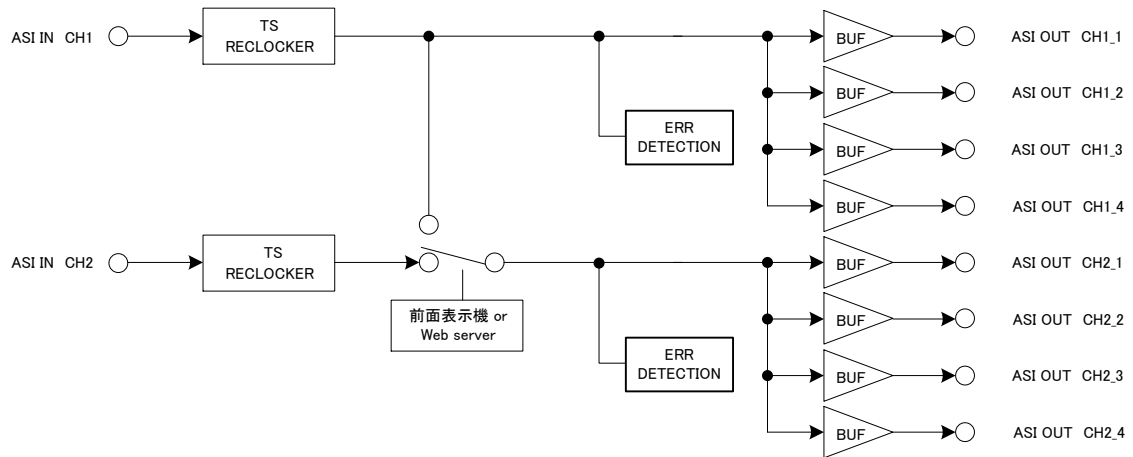 ASI IN CH1
TS
RECLOCKER
BUF
ASI OUT CH1_1
BUF
ASI OUT CH1_2
ERR
DETECTION
BUF
ASI OUT CH1_3
BUF
ASI OUT CH1_4
ASI IN CH2
TS
RECLOCKER
BUF
ASI OUT CH2_1
前面表示機 or
Web server
BUF
ASI OUT CH2_2
ERR
DETECTION
BUF
ASI OUT CH2_3
BUF
ASI OUT CH2_4